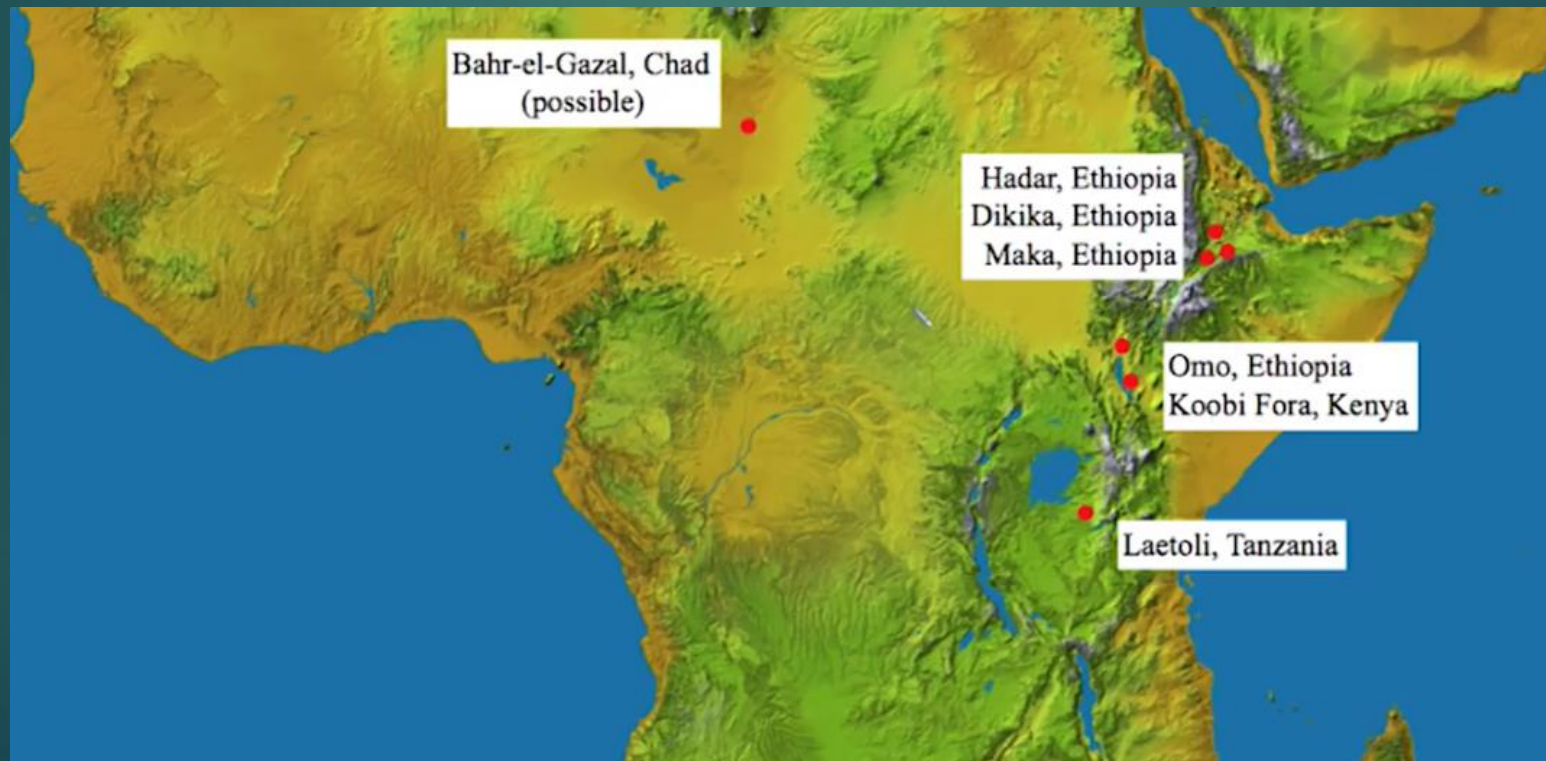 Bahr-el-Gazal, Chad
(possible)
Hadar, Ethiopia
Dikika, Ethiopia
Maka, Ethiopia
Omo, Ethiopia
Koobi Fora, Kenya
Laetoli, Tanzania